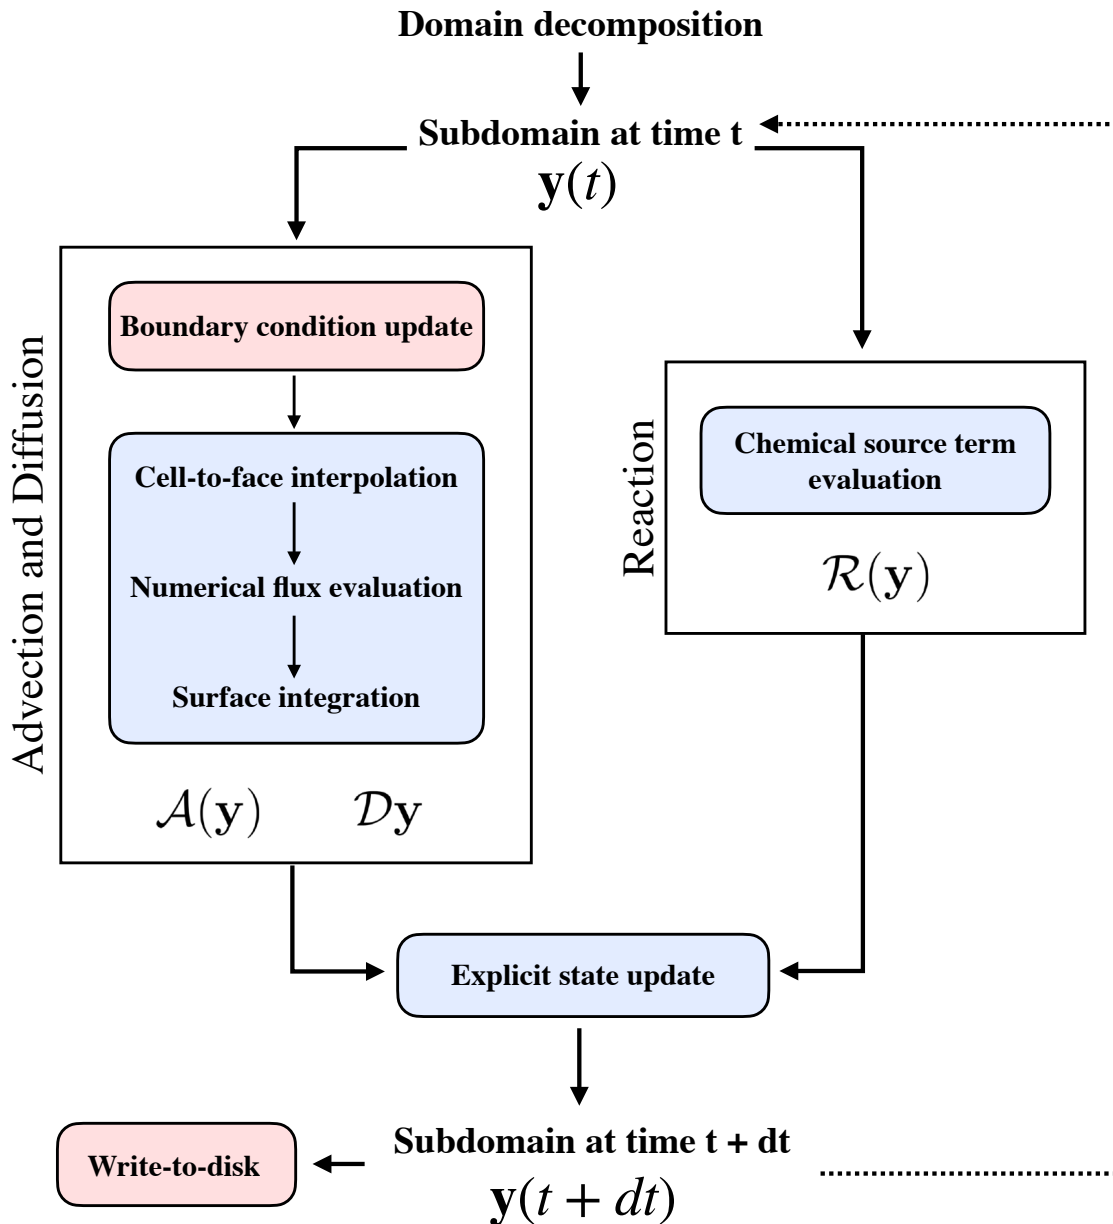 Domain decomposition
Subdomain at time t
y(t)
Advection and Diffusion
Boundary condition update
Cell-to-face interpolation
Numerical flux evaluation
Surface integration
𝒜(y) 𝒟y
Reaction
Chemical source term
evaluation
ℛ(y)
Explicit state update
Subdomain at time t + dt
y(t + dt)
Write-to-disk